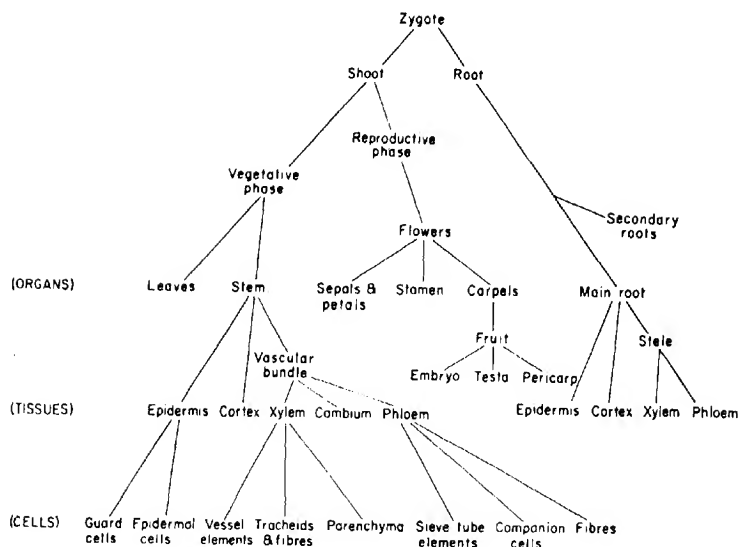 Zygote
Shoot Root
Reproductive
phase
Vegetative
phase
Secondary
roots
Flowers
(ORGANS) Leaves Stem Sepals & Stamen Carpels Main root
petals
Fruit Stele
Vascular
bundle
Embryo Testa Pericarp
(TISSUES) Epidermis Cortex Xylem Cambium Phloem Epidermis Cortex Xylem Phloem
(CELLS) Guard Epidermal Vessel Tracheids Parenchyma Sieve tube Companion Fibres
cells cells elements & fibres elements cells